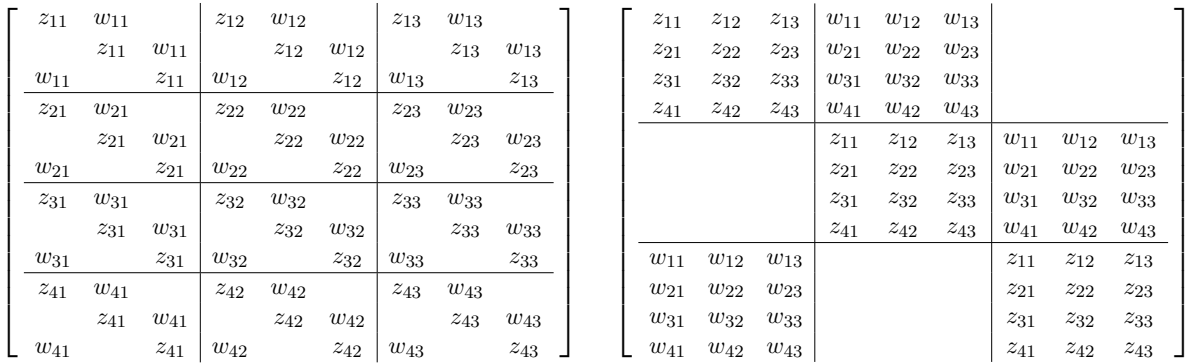 z11 w11 z12 w12 z13 w13 z11 z12 z13 w11 w12 w13
z11 w11 z12 w12 z13 w13 z21 z22 z23 w21 w22 w23
w11 z11 w12 z12 w13 z13 z31 z32 z33 w31 w32 w33
z21 w21 z22 w22 z23 w23 z41 z42 z43 w41 w42 w43
z21 w21 z22 w22 z23 w23 z11 z12 z13 w11 w12 w13
w21 z21 w22 z22 w23 z23 z21 z22 z23 w21 w22 w23
z31 w31 z32 w32 z33 w33 z31 z32 z33 w31 w32 w33
z31 w31 z32 w32 z33 w33 z41 z42 z43 w41 w42 w43
w31 z31 w32 z32 w33 z33 w11 w12 w13 z11 z12 z13
z41 w41 z42 w42 z43 w43 w21 w22 w23 z21 z22 z23
z41 w41 z42 w42 z43 w43 w31 w32 w33 z31 z32 z33
w41 z41 w42 z42 w43 z43 w41 w42 w43 z41 z42 z43